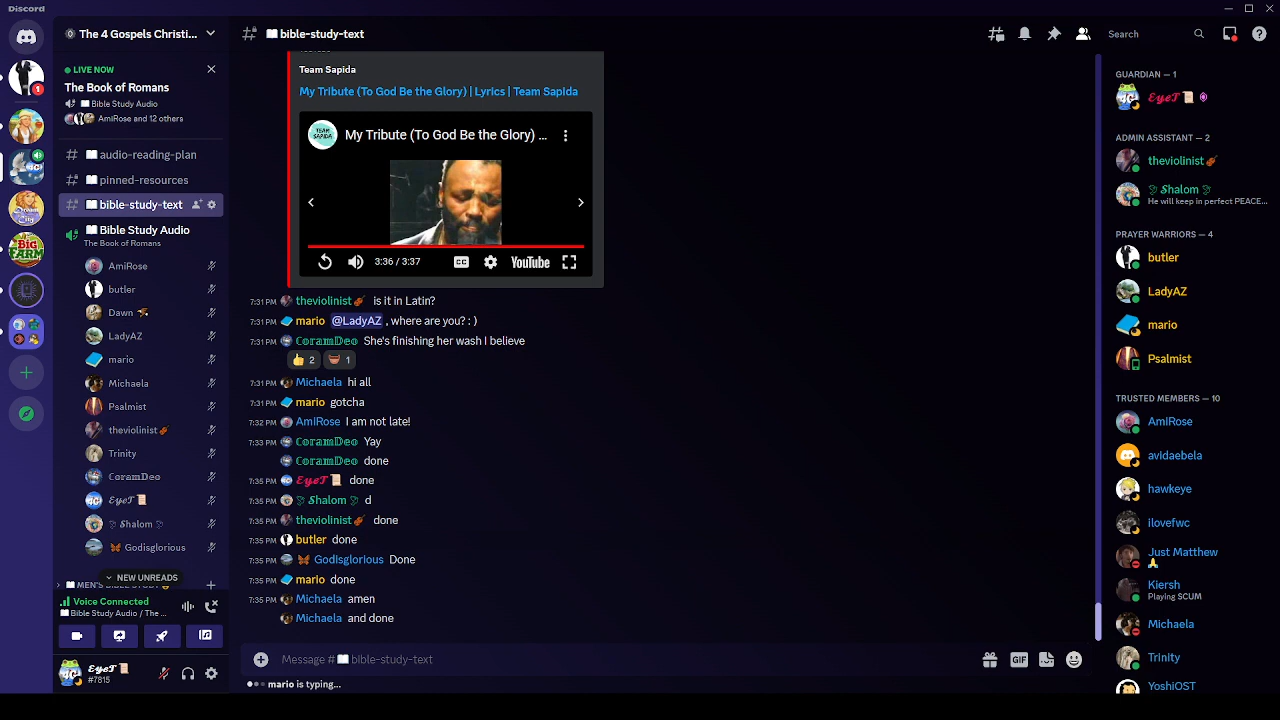 Discord
The 4 Gospels Christi...
LIVE NOW
The Book of Romans
Bible Study Audio
AmiRose and 12 others
1
audio-reading-plan
pinned-resources
bible-study-text
Bible Study Audio
The Book of Romans
AmiRose
butler
Dawn
LadyAZ
mario
Michaela
Psalmist
theviolinist
Trinity
ℂ𝕠𝕣𝕒𝕞𝔻𝕖𝕠
𝓔𝔂𝓮𝓣
𝓢halom
GodIsglorious
NEW UNREADS
Voice Connected
Bible Study Audio / The ...
𝓔𝔂𝓮𝓣
#7815
bible-study-text
Search
Team Sapida
My Tribute (To God Be the Glory) | Lyrics | Team Sapida
TEAM SAPIDA
My Tribute (To God Be the Glory) ...
3:36 / 3:37
CC
YouTube
7:31 PM theviolinist is it in Latin?
7:31 PM mario @LadyAZ , where are you? : )
7:31 PM ℂ𝕠𝕣𝕒𝕞𝔻𝕖𝕠 She's finishing her wash I believe
2 1
7:31 PM Michaela hi all
7:31 PM mario gotcha
7:32 PM AmiRose I am not late!
7:33 PM ℂ𝕠𝕣𝕒𝕞𝔻𝕖𝕠 Yay
ℂ𝕠𝕣𝕒𝕞𝔻𝕖𝕠 done
7:35 PM 𝓔𝔂𝓮𝓣 done
7:35 PM 𝓢halom d
7:35 PM theviolinist done
7:35 PM butler done
7:35 PM GodIsglorious Done
7:35 PM mario done
7:35 PM Michaela amen
Michaela and done
Message # bible-study-text
GIF
mario is typing...
GUARDIAN — 1
𝓔𝔂𝓮𝓣
ADMIN ASSISTANT — 2
theviolinist
𝓢halom
He will keep in perfect PEACE...
PRAYER WARRIORS — 4
butler
LadyAZ
mario
Psalmist
TRUSTED MEMBERS — 10
AmiRose
avidaebela
hawkeye
ilovefwc
Just Matthew
Kiersh
Playing SCUM
Michaela
Trinity
YoshiOST